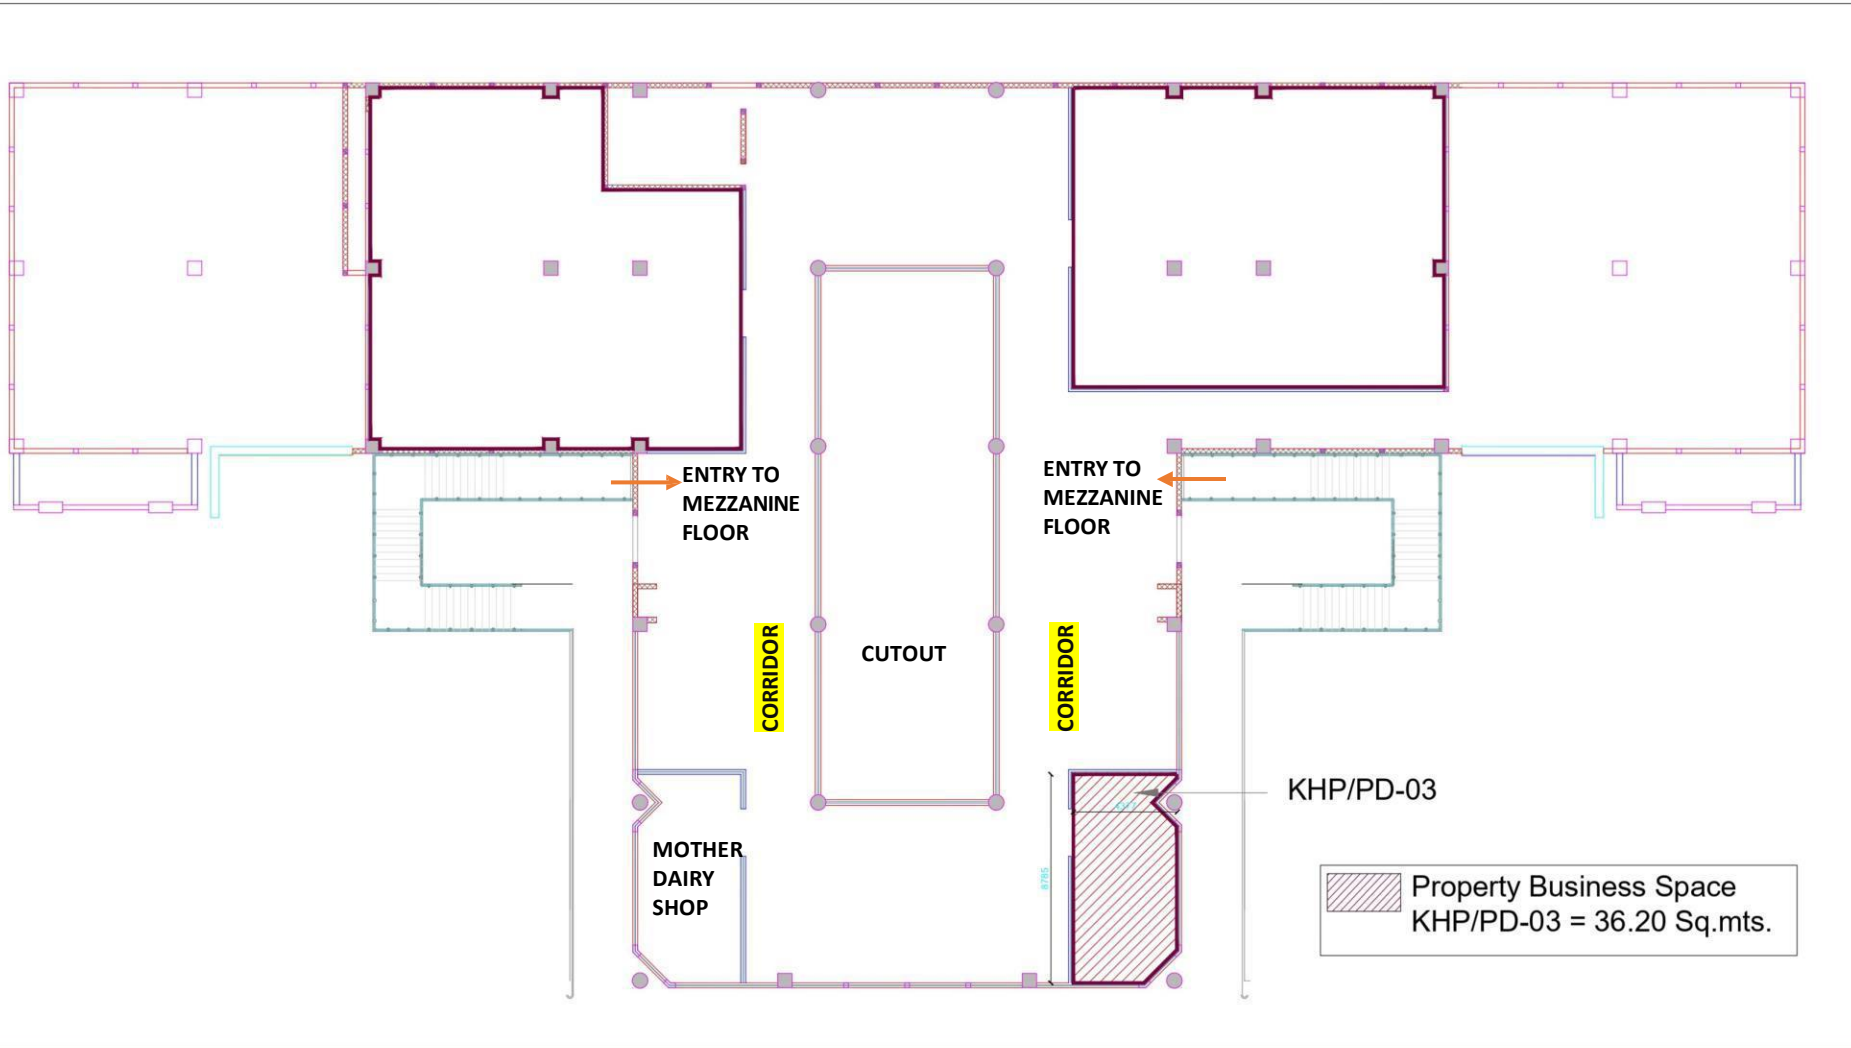 ENTRY TO
MEZZANINE
FLOOR
ENTRY TO
MEZZANINE
FLOOR
CORRIDOR
CUTOUT
CORRIDOR
KHP/PD-03
MOTHER
DAIRY
SHOP
8785
Property Business Space
KHP/PD-03 = 36.20 Sq.mts.